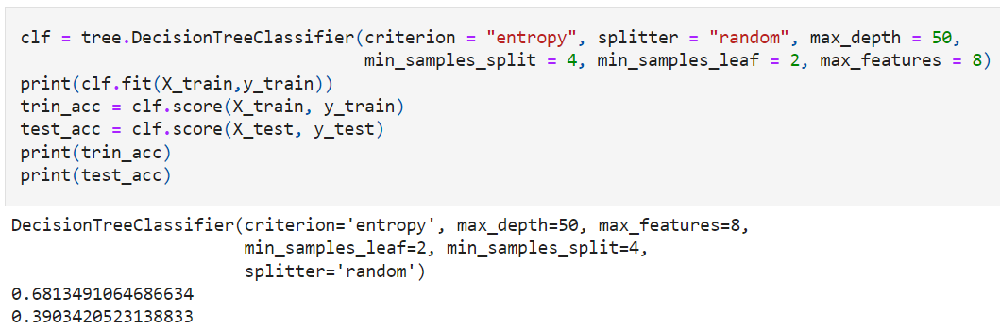 clf = tree.DecisionTreeClassifier(criterion = "entropy", splitter = "random", max_depth = 50,
min_samples_split = 4, min_samples_leaf = 2, max_features = 8)
print(clf.fit(X_train,y_train))
trin_acc = clf.score(X_train, y_train)
test_acc = clf.score(X_test, y_test)
print(trin_acc)
print(test_acc)
DecisionTreeClassifier(criterion='entropy', max_depth=50, max_features=8,
min_samples_leaf=2, min_samples_split=4,
splitter='random')
0.6813491064686634
0.3903420523138833